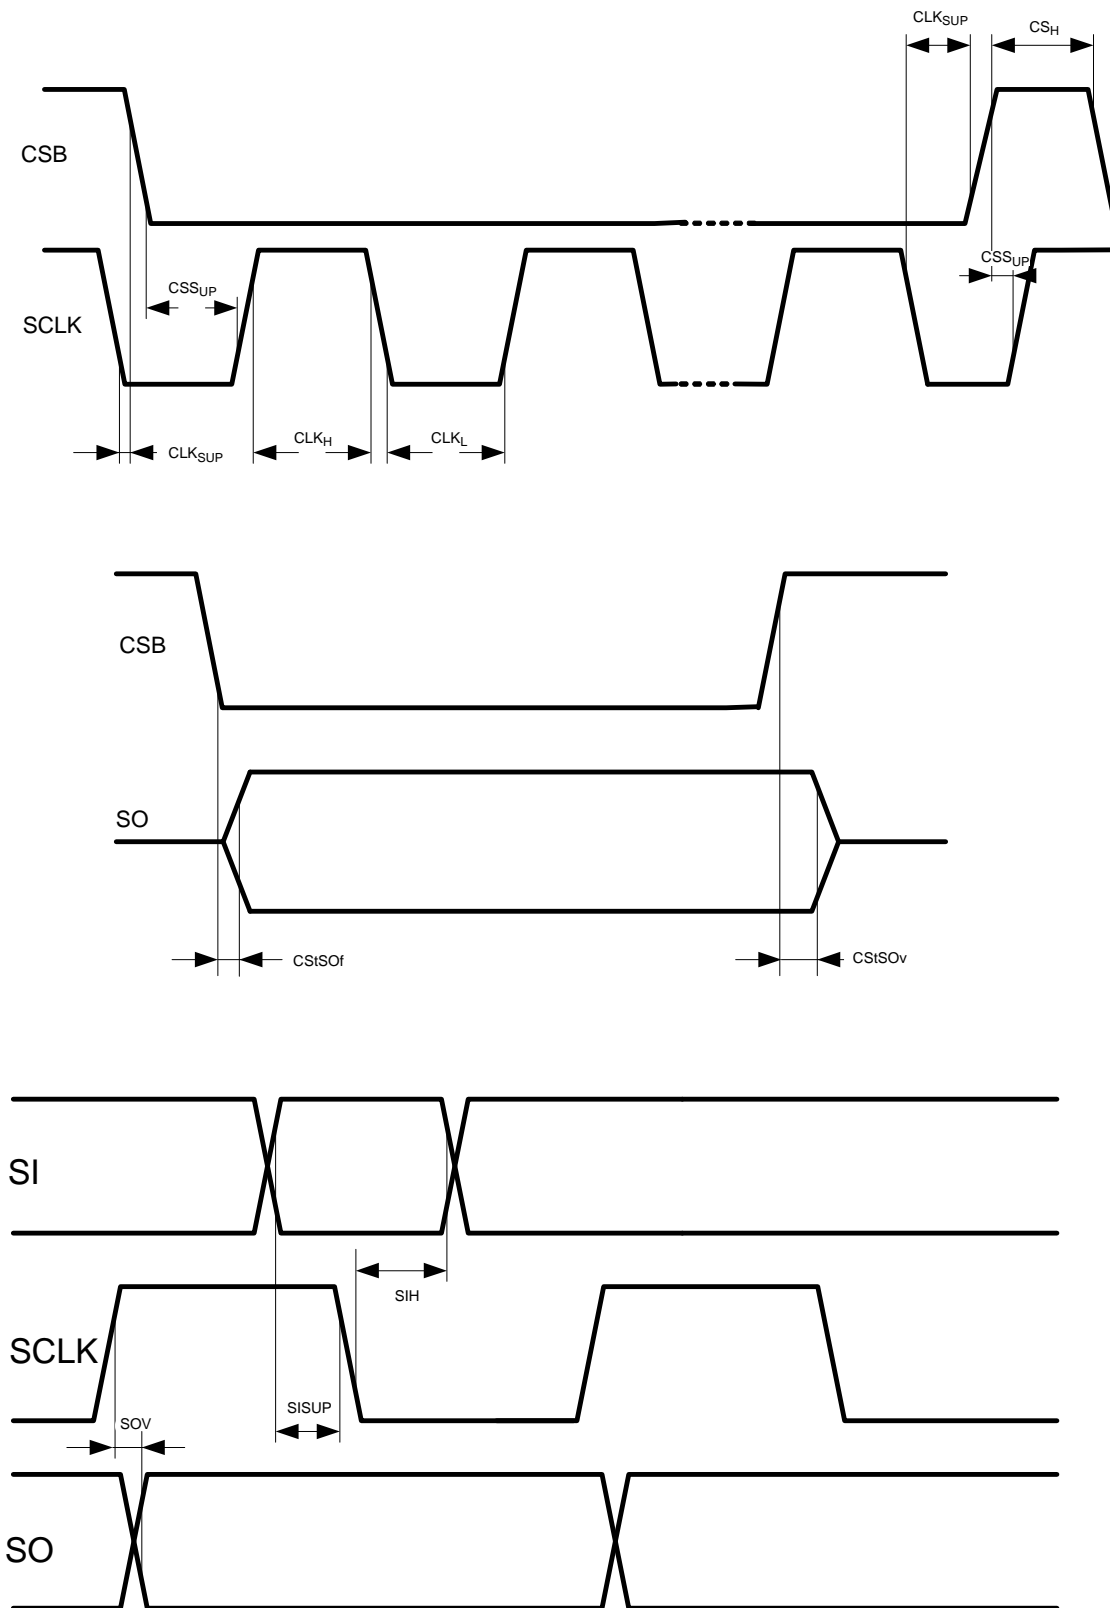 CLKSUP
CSH
CSB
CSSUP
CSSUP
SCLK
CLKH
CLKL
CLKSUP
CSB
SO
CStSOf
CStSOv
SI
SIH
SCLK
SISUP
SOV
SO